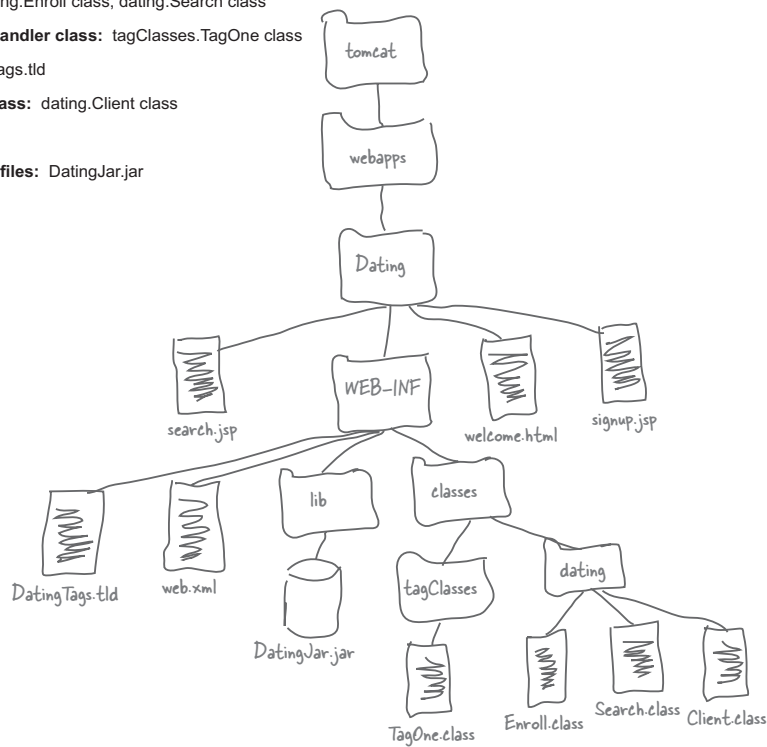 ng.Enroll class, dating.Search class
andler class: tagClasses.TagOne class
ags.tld
ass: dating.Client class
files: DatingJar.jar
tomcat
webapps
Dating
WEB-INF
search.jsp
welcome.html
signup.jsp
lib
classes
DatingTags.tld
web.xml
tagClasses
dating
DatingJar.jar
TagOne.class
Enroll.class
Search.class
Client.class